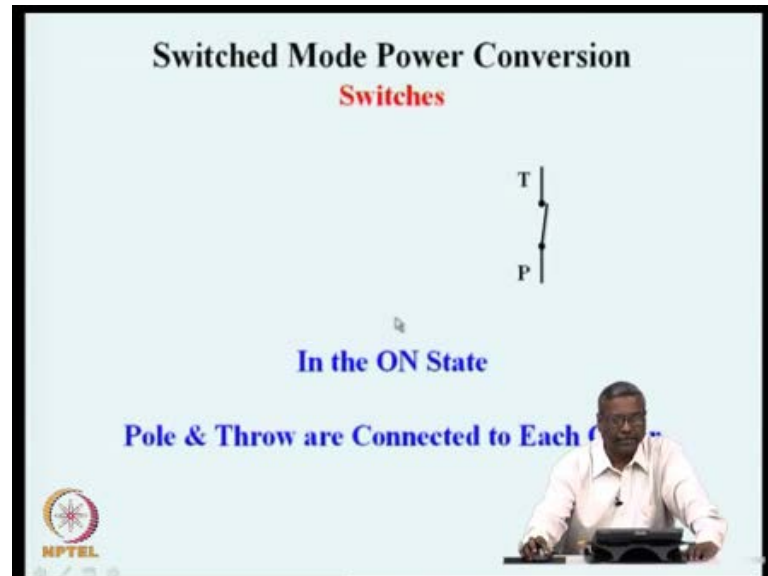 Switched Mode Power Conversion
Switches
T
P
In the ON State
Pole & Throw are Connected to Each
NPTEL